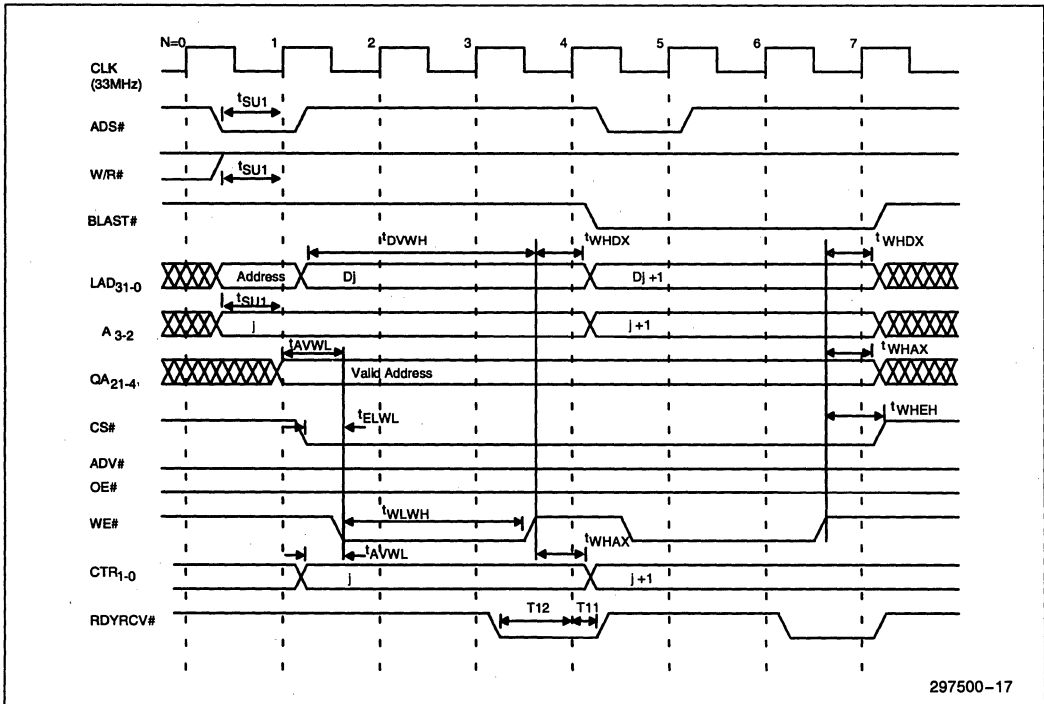 N=0 1 2 3 4 5 6 7
CLK
(33MHz)
tSU1
ADS#
W/R#
tSU1
BLAST#
tDVWH tWHDX tWHDX
LAD31-0 Address Dj Dj +1
tSU1
A 3-2 j j +1
tAVWL tWHAX
QA21-4 Valid Address
tELWL tWHEH
CS#
ADV#
OE#
WE# tWLWH
tAVWL tWHAX
CTR1-0 j j +1
RDYRCV# T12 T11
297500-17